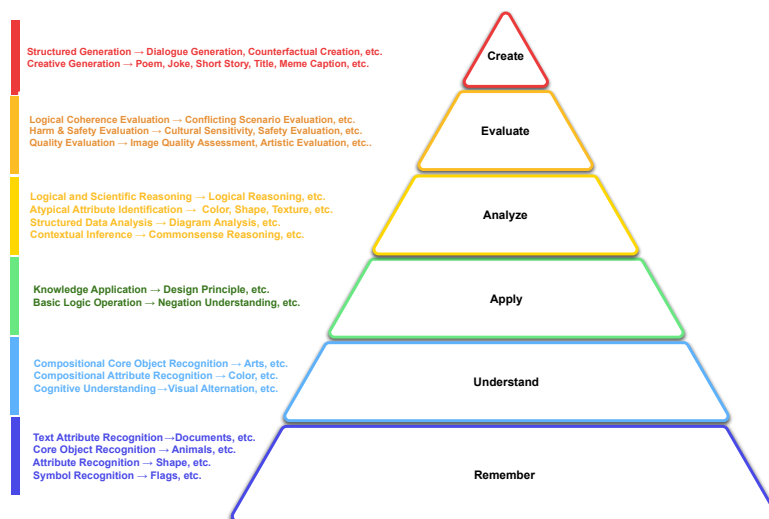 Structured Generation → Dialogue Generation, Counterfactual Creation, etc.
Creative Generation → Poem, Joke, Short Story, Title, Meme Caption, etc.
Create
Logical Coherence Evaluation → Conflicting Scenario Evaluation, etc.
Harm & Safety Evaluation → Cultural Sensitivity, Safety Evaluation, etc.
Quality Evaluation → Image Quality Assessment, Artistic Evaluation, etc..
Evaluate
Logical and Scientific Reasoning → Logical Reasoning, etc.
Atypical Attribute Identification → Color, Shape, Texture, etc.
Structured Data Analysis → Diagram Analysis, etc.
Contextual Inference → Commonsense Reasoning, etc.
Analyze
Knowledge Application → Design Principle, etc.
Basic Logic Operation → Negation Understanding, etc.
Apply
Compositional Core Object Recognition → Arts, etc.
Compositional Attribute Recognition → Color, etc.
Cognitive Understanding→Visual Alternation, etc.
Understand
Text Attribute Recognition→Documents, etc.
Core Object Recognition → Animals, etc.
Attribute Recognition → Shape, etc.
Symbol Recognition → Flags, etc.
Remember